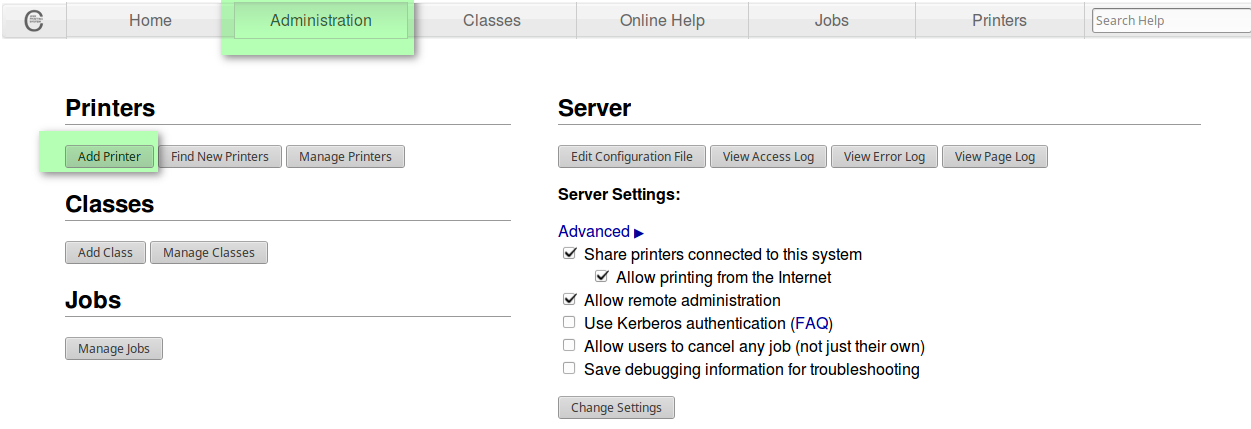 Home Administration Classes Online Help Jobs Printers Search Help
Printers
Add Printer Find New Printers Manage Printers
Classes
Add Class Manage Classes
Jobs
Manage Jobs
Server
Edit Configuration File View Access Log View Error Log View Page Log
Server Settings:
Advanced ▶
Share printers connected to this system
Allow printing from the Internet
Allow remote administration
Use Kerberos authentication (FAQ)
Allow users to cancel any job (not just their own)
Save debugging information for troubleshooting
Change Settings